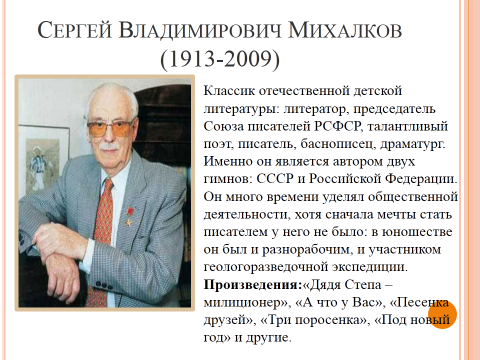 Сергей Владимирович Михалков
(1913-2009)
Классик отечественной детской
литературы: литератор, председатель
Союза писателей РСФСР, талантливый
поэт, писатель, баснописец, драматург.
Именно он является автором двух
гимнов: СССР и Российской Федерации.
Он много времени уделял общественной
деятельности, хотя сначала мечты стать
писателем у него не было: в юношестве
он был и разнорабочим, и участником
геологоразведочной экспедиции.
Произведения:«Дядя Степа –
милиционер», «А что у Вас», «Песенка
друзей», «Три поросенка», «Под новый
год» и другие.